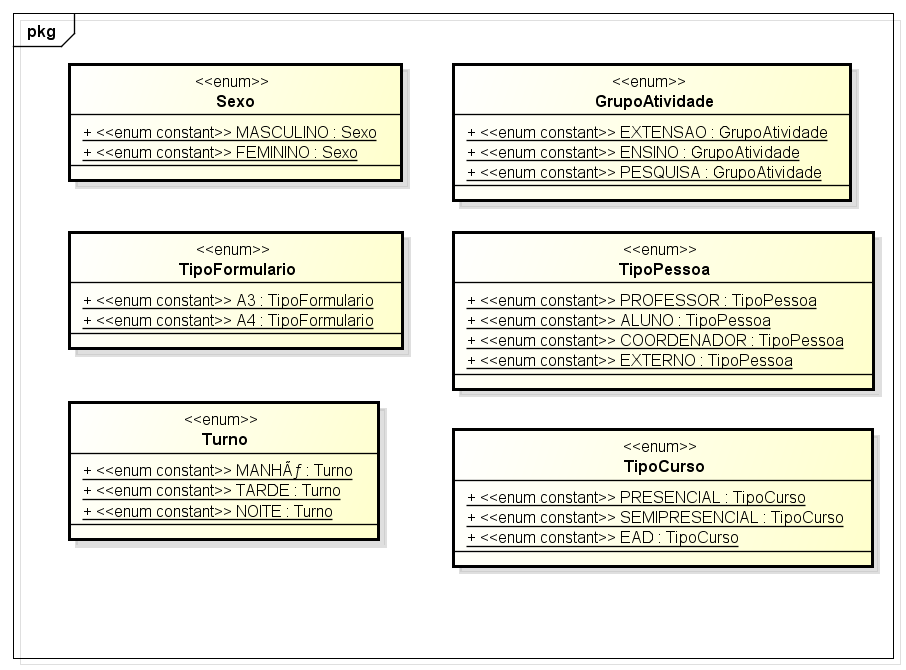 pkg
<<enum>>
Sexo
+ <<enum constant>> MASCULINO : Sexo
+ <<enum constant>> FEMININO : Sexo
<<enum>>
GrupoAtividade
+ <<enum constant>> EXTENSAO : GrupoAtividade
+ <<enum constant>> ENSINO : GrupoAtividade
+ <<enum constant>> PESQUISA : GrupoAtividade
<<enum>>
TipoFormulario
+ <<enum constant>> A3 : TipoFormulario
+ <<enum constant>> A4 : TipoFormulario
<<enum>>
TipoPessoa
+ <<enum constant>> PROFESSOR : TipoPessoa
+ <<enum constant>> ALUNO : TipoPessoa
+ <<enum constant>> COORDENADOR : TipoPessoa
+ <<enum constant>> EXTERNO : TipoPessoa
<<enum>>
Turno
+ <<enum constant>> MANHÃƒ : Turno
+ <<enum constant>> TARDE : Turno
+ <<enum constant>> NOITE : Turno
<<enum>>
TipoCurso
+ <<enum constant>> PRESENCIAL : TipoCurso
+ <<enum constant>> SEMIPRESENCIAL : TipoCurso
+ <<enum constant>> EAD : TipoCurso